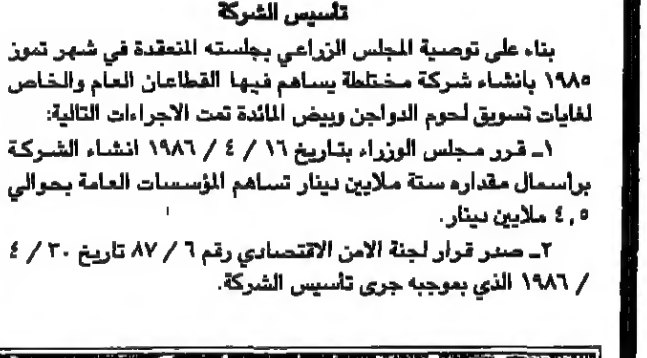 تأسيس الشركة
بناء على توصية المجلس الزراعي بجلسته المنعقدة في شهر تموز
١٩٨٥ بانشاء شركة مختلطة يساهم فيها القطاعان العام والخاص
لغايات تسويق لحوم الدواجن وبيض المائدة تمت الاجراءات التالية:
١ـ قرر مجلس الوزراء بتاريخ ١٦ / ٤ / ١٩٨٦ انشاء الشركة
براسمال مقداره ستة ملايين دينار تساهم المؤسسات العامة بحوالي
٤,٥ ملايين دينار.
٢ـ صدر قرار لجنة الامن الاقتصادي رقم ٦ / ٨٧ تاريخ ٣٠ / ٤
/ ١٩٨٦ الذي بموجبه جرى تأسيس الشركة.